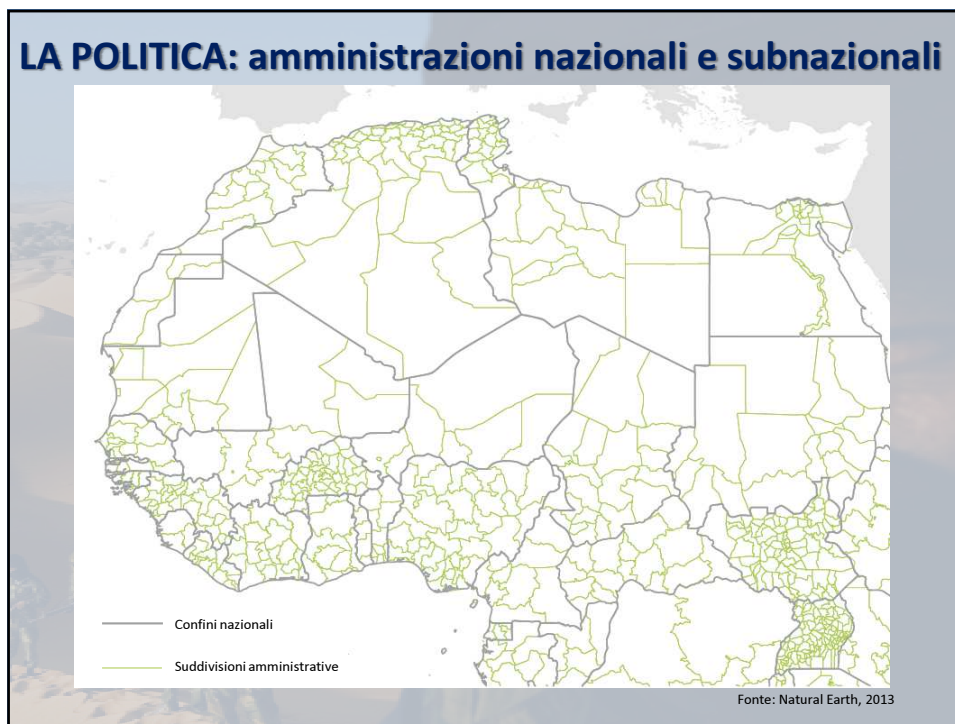 LA POLITICA: amministrazioni nazionali e subnazionali
Confini nazionali
Suddivisioni amministrative
Fonte: Natural Earth, 2013